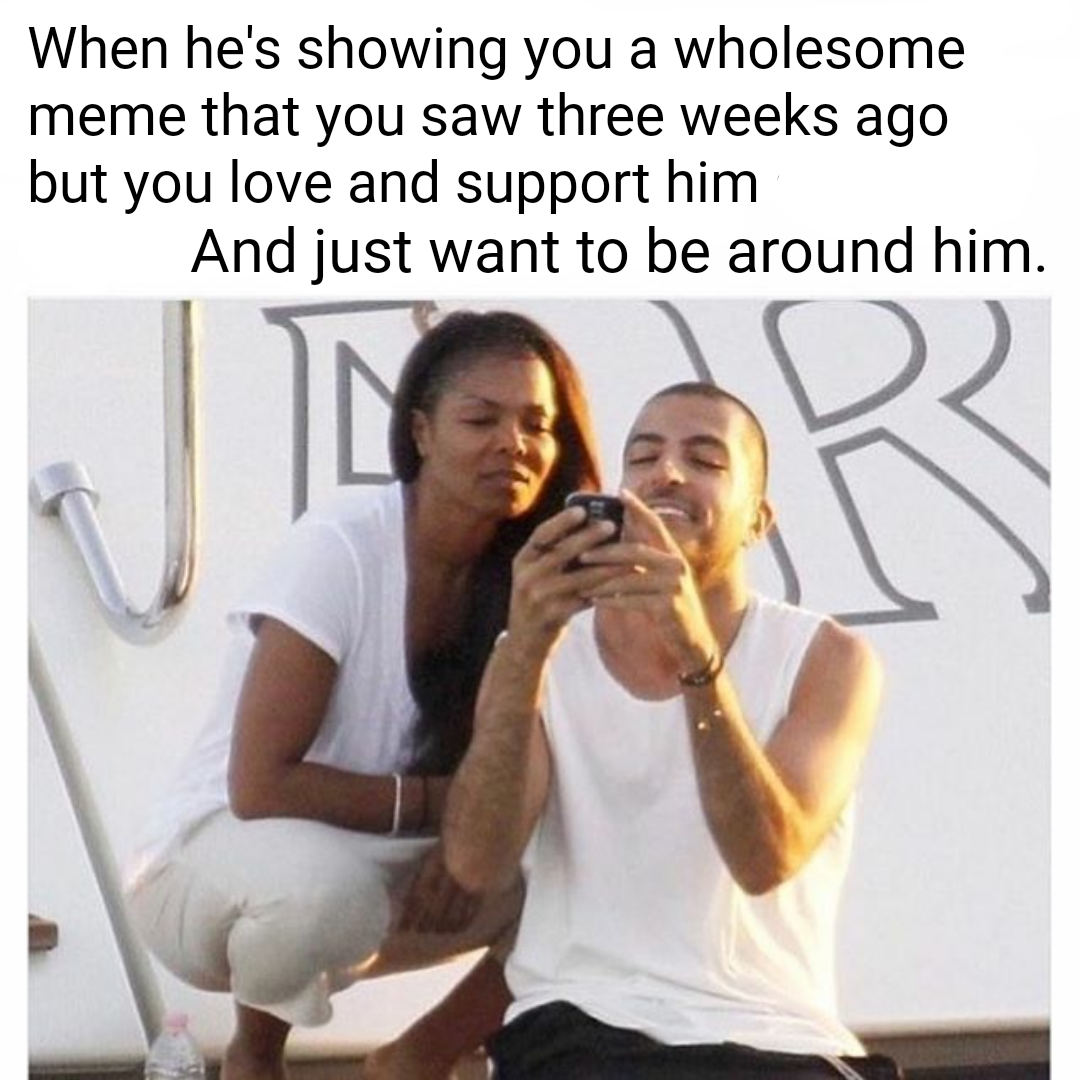 When he's showing you a wholesome
meme that you saw three weeks ago
but you love and support him
And just want to be around him.